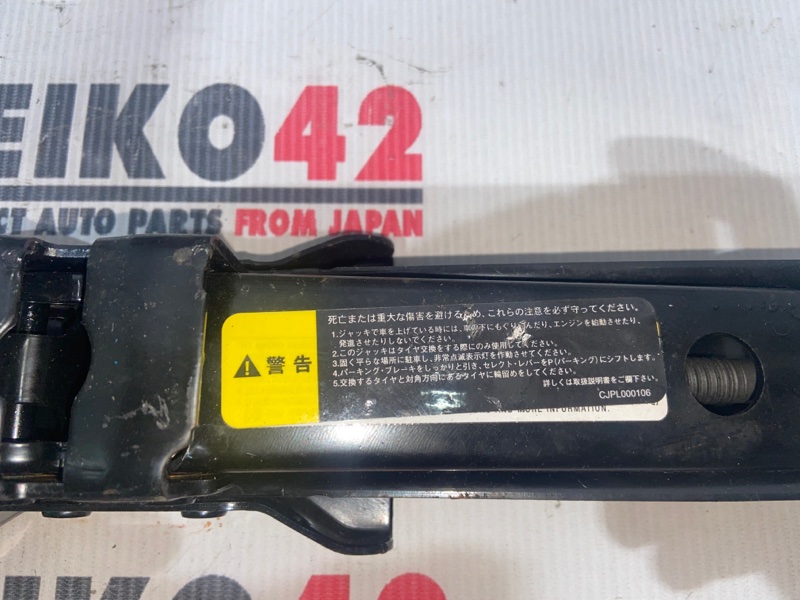 EIKO42
CT AUTO PARTS FROM JAPAN
警告
死亡または重大な傷害を避けるため、これらの注意を必ず守ってください。
1.ジャッキで車を上げている時には、車の下にもぐり込んだり、エンジンを始動させたり、
発進させたりしないでください。
2.このジャッキはタイヤ交換をする際にのみ使用してください。
3.固く平らな場所に駐車し、非常点滅表示灯を作動させてください。
4.パーキング・ブレーキをしっかりと引き、セレクト・レバーをP(パーキング)にシフトします。
5.交換するタイヤと対角方向にあるタイヤに輪留めをしてください。
詳しくは取扱説明書をご覧下さい。
CJPL000106
AND MORE INFORMATION.
EIKO42